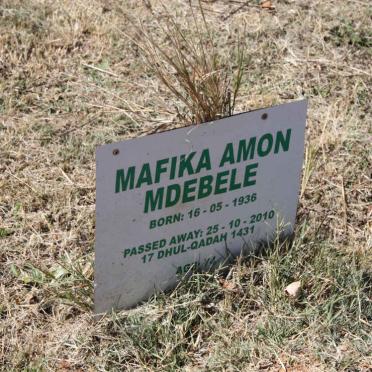 MAFIKA AMON
MDEBELE
BORN: 16 - 05 - 1936
PASSED AWAY: 25 - 10 - 2010
17 DHUL-QADAH 1431